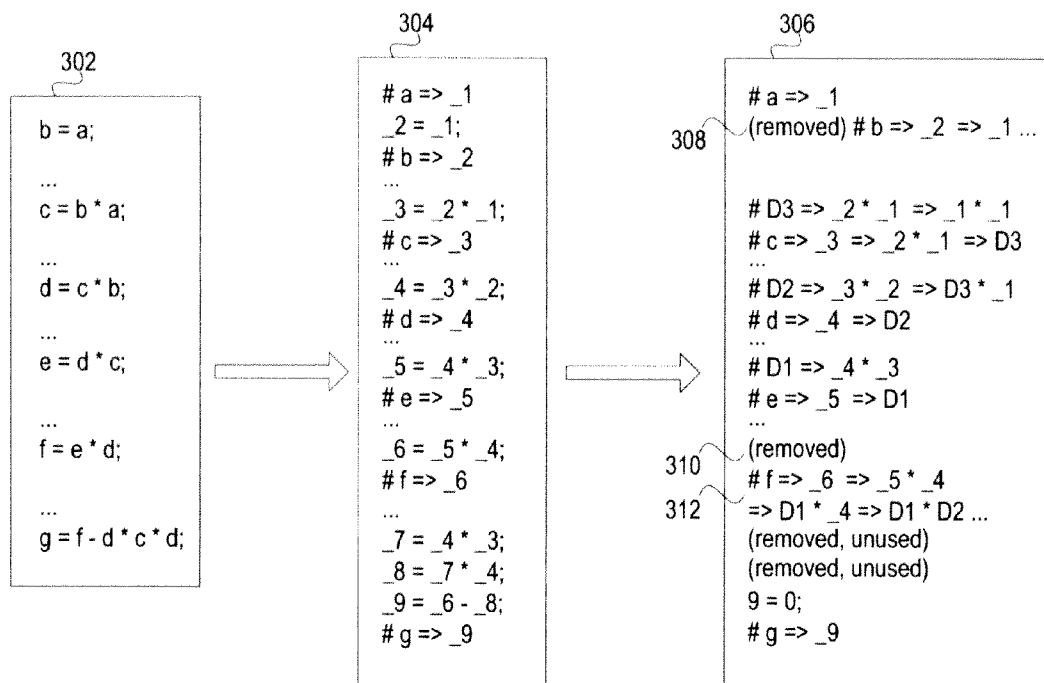 302
b = a;
...
c = b * a;
...
d = c * b;
...
e = d * c;
...
f = e * d;
...
g = f - d * c * d;
304
# a => _1
_2 = _1;
# b => _2
...
_3 = _2 * _1;
# c => _3
...
_4 = _3 * _2;
# d => _4
...
_5 = _4 * _3;
# e => _5
...
_6 = _5 * _4;
# f => _6
...
_7 = _4 * _3;
_8 = _7 * _4;
_9 = _6 - _8;
# g => _9
306
# a => _1
308
(removed) # b => _2 => _1 ...
# D3 => _2 * _1 => _1 * _1
# c => _3 => _2 * _1 => D3
...
# D2 => _3 * _2 => D3 * _1
# d => _4 => D2
...
# D1 => _4 * _3
# e => _5 => D1
...
310
(removed)
# f => _6 => _5 * _4
312
=> D1 * _4 => D1 * D2 ...
(removed, unused)
(removed, unused)
9 = 0;
# g => _9